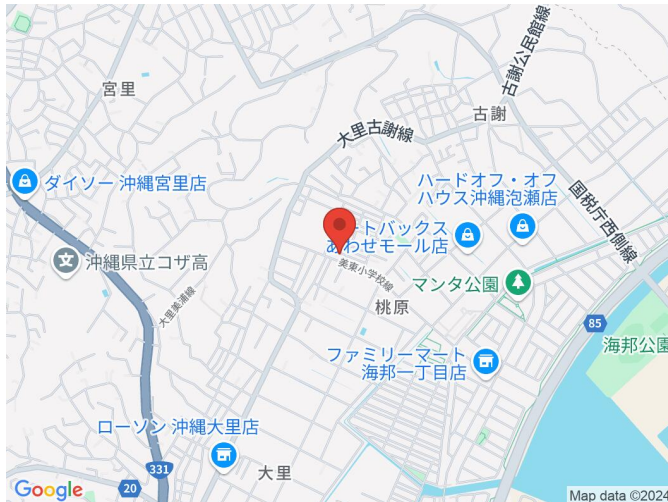 宮里
古謝公民館線
古謝
大里古謝線
ダイソー 沖縄宮里店
ハードオフ・オフ
ハウス沖縄泡瀬店
国税庁西側線
ートバックス
あわせモール店
沖縄県立コザ高
美東小学校線
マンタ公園
大里美浦線
桃原
85
海邦公園
ファミリーマート
海邦一丁目店
ローソン 沖縄大里店
331
大里
20
Google
Map data ©2024